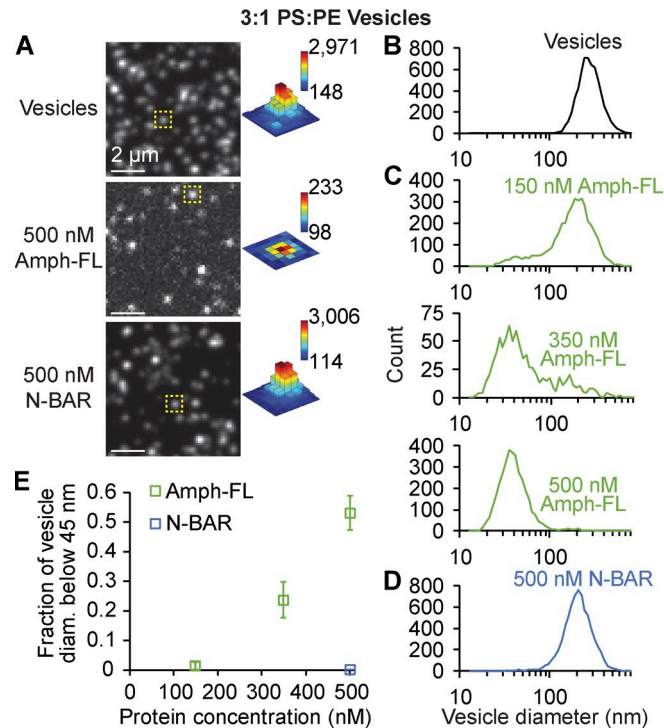 3:1 PS:PE Vesicles
A
Vesicles
2 µm
2,971
148
500 nM
Amph-FL
233
98
500 nM
N-BAR
3,006
114
B
Vesicles
800
600
400
200
0
10
100
C
150 nM Amph-FL
400
300
200
100
0
10
100
Count
350 nM
Amph-FL
75
50
25
0
10
100
500 nM
Amph-FL
400
300
200
100
0
10
100
D
500 nM N-BAR
800
600
400
200
0
10
100
Vesicle diameter (nm)
E
Amph-FL
N-BAR
Fraction of vesicle
diam. below 45 nm
0.6
0.5
0.4
0.3
0.2
0.1
0
0 100 200 300 400 500
Protein concentration (nM)